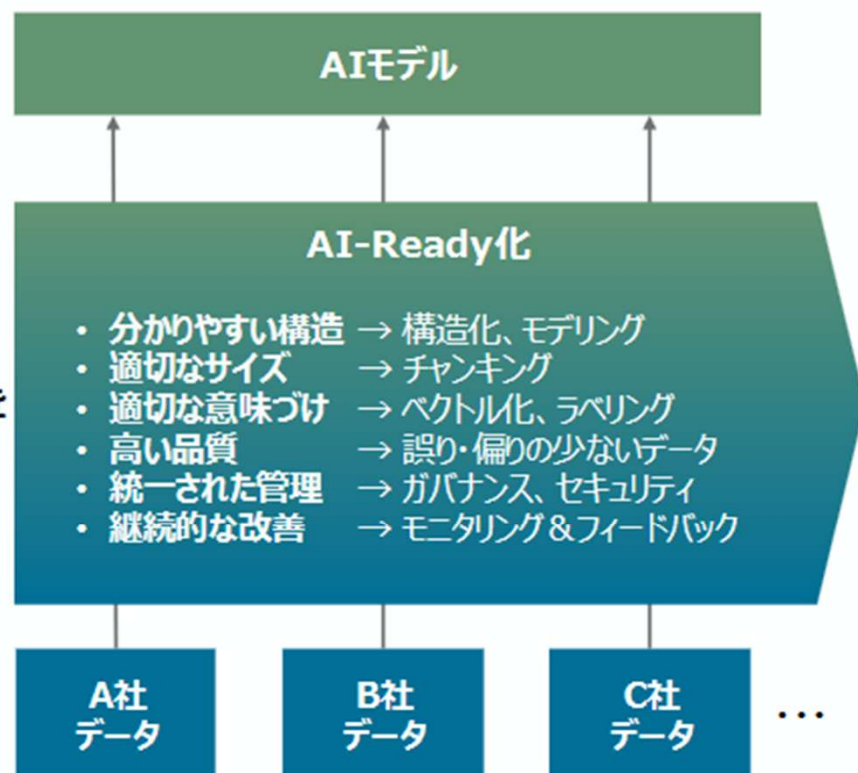 AIモデル
AI-Ready化
• 分かりやすい構造 → 構造化、モデリング
• 適切なサイズ → チャンキング
• 適切な意味づけ → ベクトル化、ラベリング
• 高い品質 → 誤り・偏りの少ないデータ
• 統一された管理 → ガバナンス、セキュリティ
• 継続的な改善 → モニタリング＆フィードバック
A社
データ
B社
データ
C社
データ
・・・